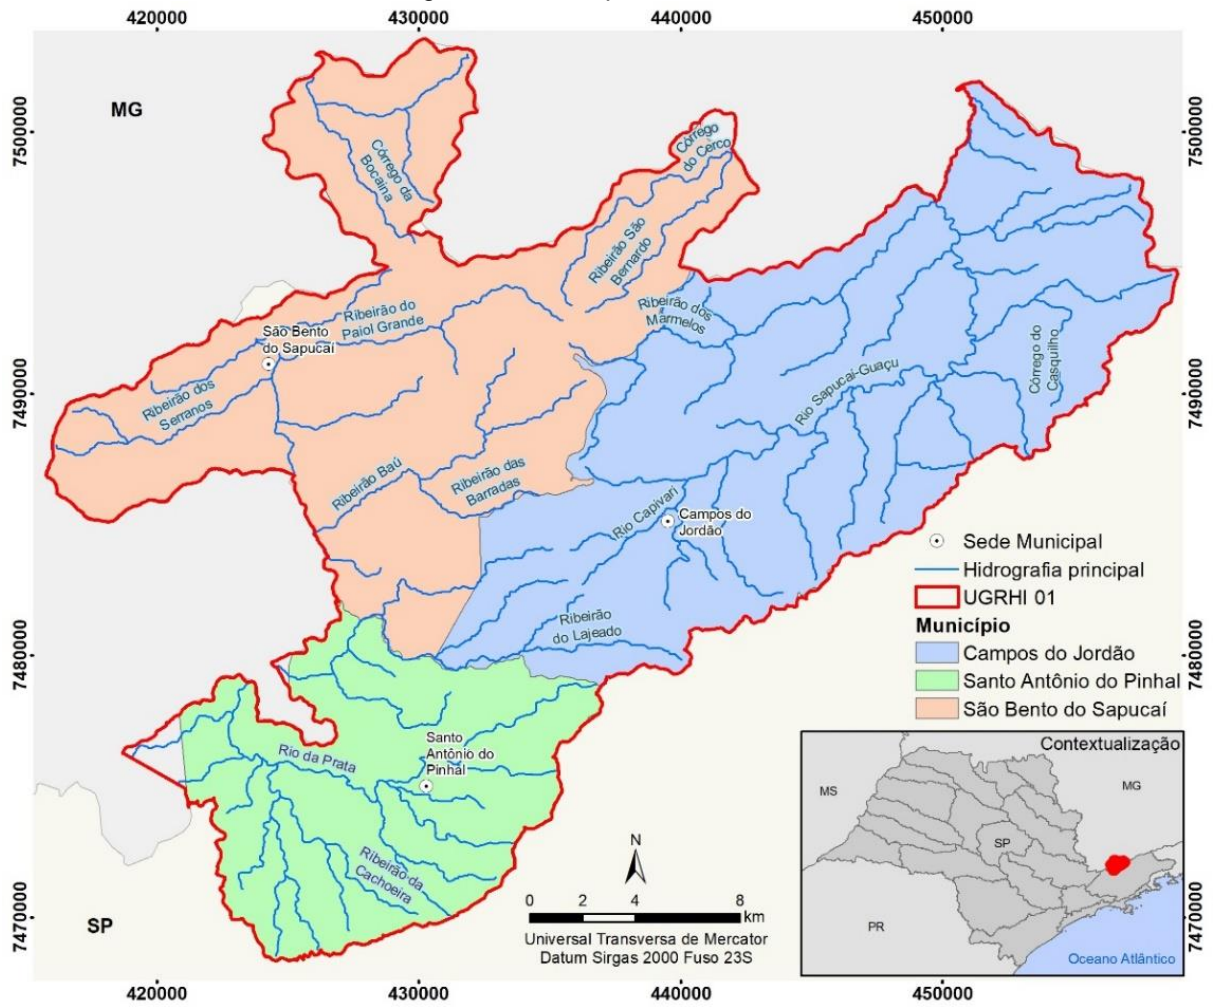 420000
430000
440000
450000
MG
7500000
7500000
Córrego
do Cerco
Córrego da
Bocaina
Ribeirão São
Bernardo
Ribeirão do
Paiol Grande
Ribeirão dos
Marmelos
São Bento
do Sapucaí
Ribeirão dos
Serranos
Rio Sapucaí-Guaçu
Córrego do
Casquilho
7490000
7490000
Ribeirão Baú
Ribeirão das
Barradas
Rio Capivari
Campos do
Jordão
Ribeirão
do Lajeado
Sede Municipal
Hidrografia principal
UGRHI 01
Município
Campos do Jordão
Santo Antônio do Pinhal
São Bento do Sapucaí
7480000
7480000
Santo
Antônio do
Pinhal
Rio da Prata
Ribeirão da
Cachoeira
SP
N
0 2 4 8
km
Universal Transversa de Mercator
Datum Sirgas 2000 Fuso 23S
Contextualização
MS
MG
SP
PR
Oceano Atlântico
7470000
7470000
420000
430000
440000
450000